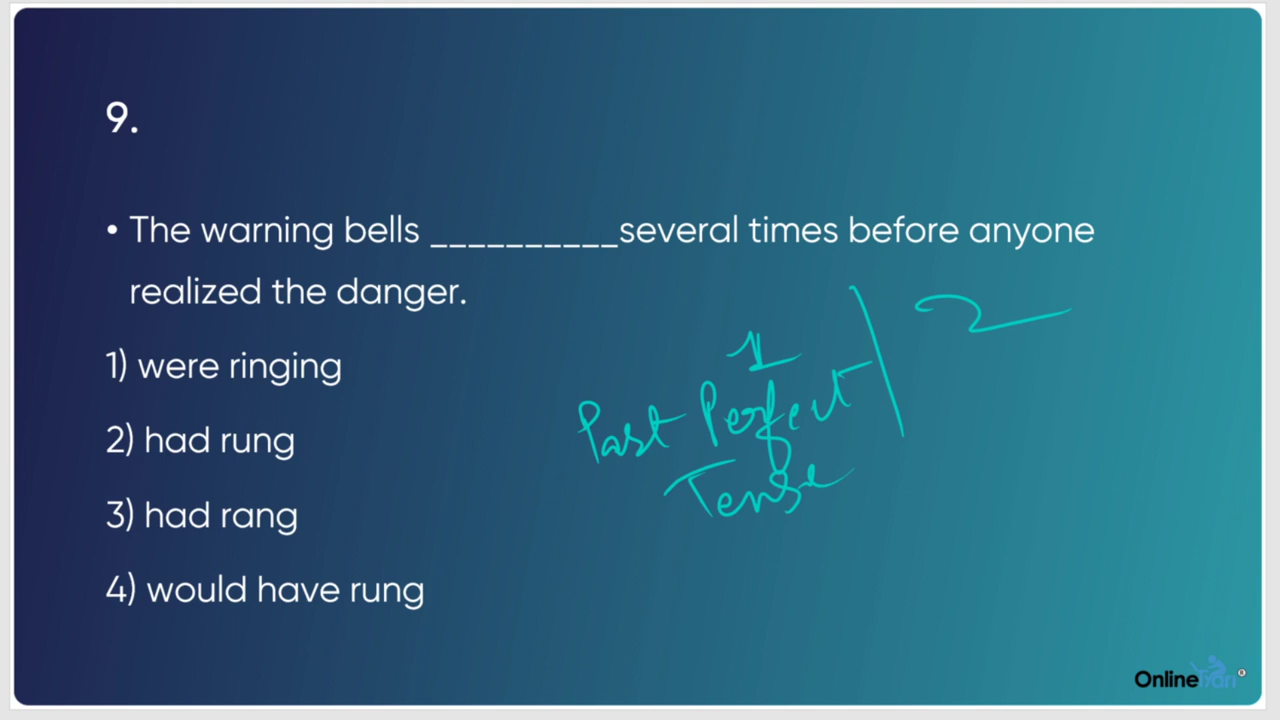 9.
• The warning bells __________several times before anyone
realized the danger.
1) were ringing
2) had rung
3) had rang
4) would have rung
1
2
Past Perfect
Tense
OnlineTyari